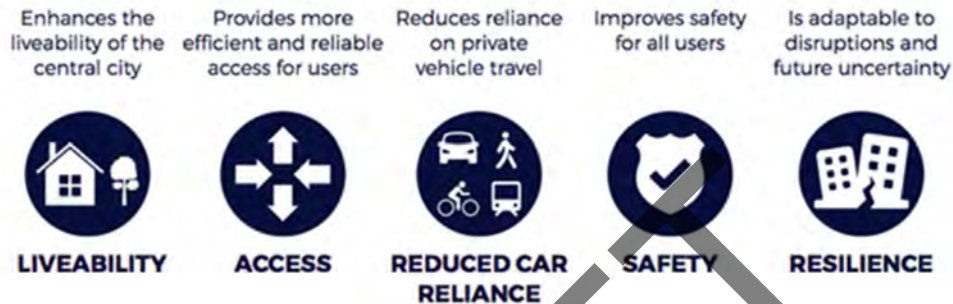 Enhances the
liveability of the
central city
Provides more
efficient and reliable
access for users
Reduces reliance
on private
vehicle travel
Improves safety
for all users
Is adaptable to
disruptions and
future uncertainty
LIVEABILITY
ACCESS
REDUCED CAR
RELIANCE
SAFETY
RESILIENCE